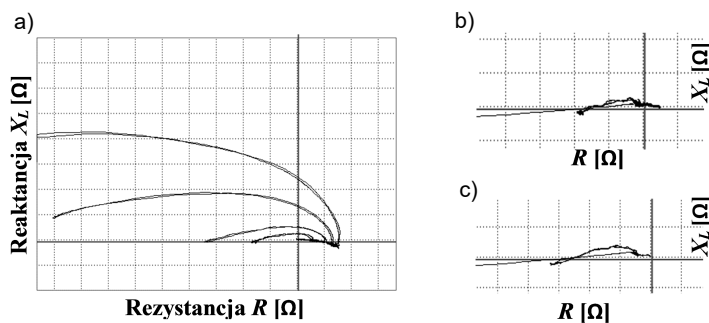 a)
Reaktancja X_L [Ω]
Rezystancja R [Ω]
b)
X_L [Ω]
R [Ω]
c)
X_L [Ω]
R [Ω]